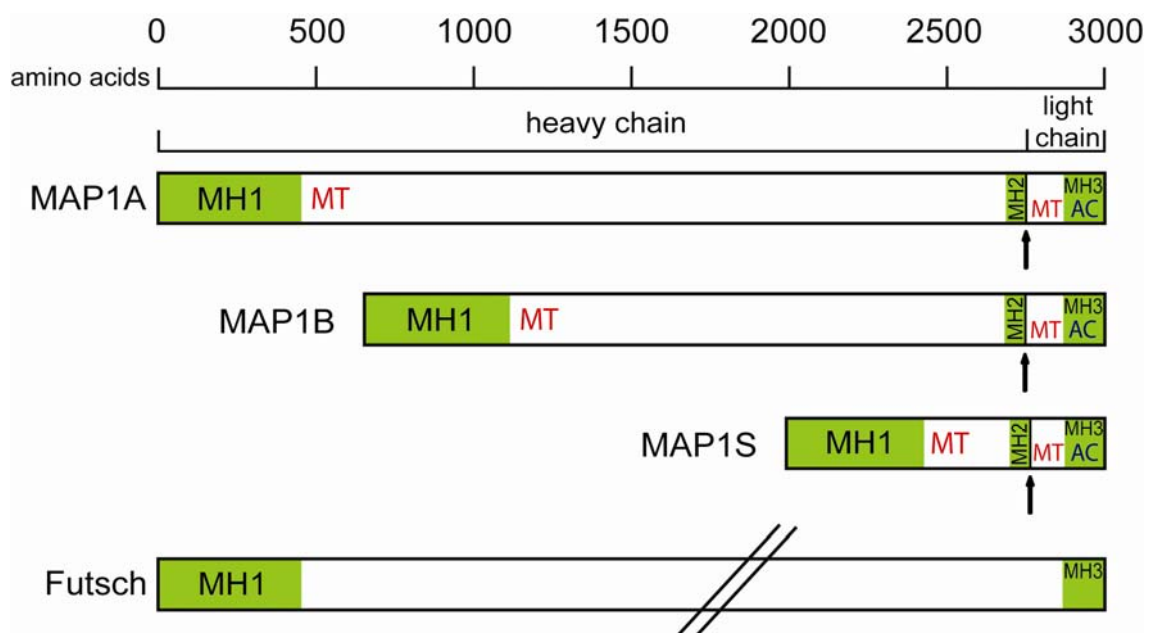 0 500 1000 1500 2000 2500 3000
amino acids
heavy chain
light
chain
MAP1A MH1 MT MH2 MT MH3
AC
MAP1B MH1 MT MH2 MT MH3
AC
MAP1S MH1 MT MH2 MT MH3
AC
Futsch MH1 MH3